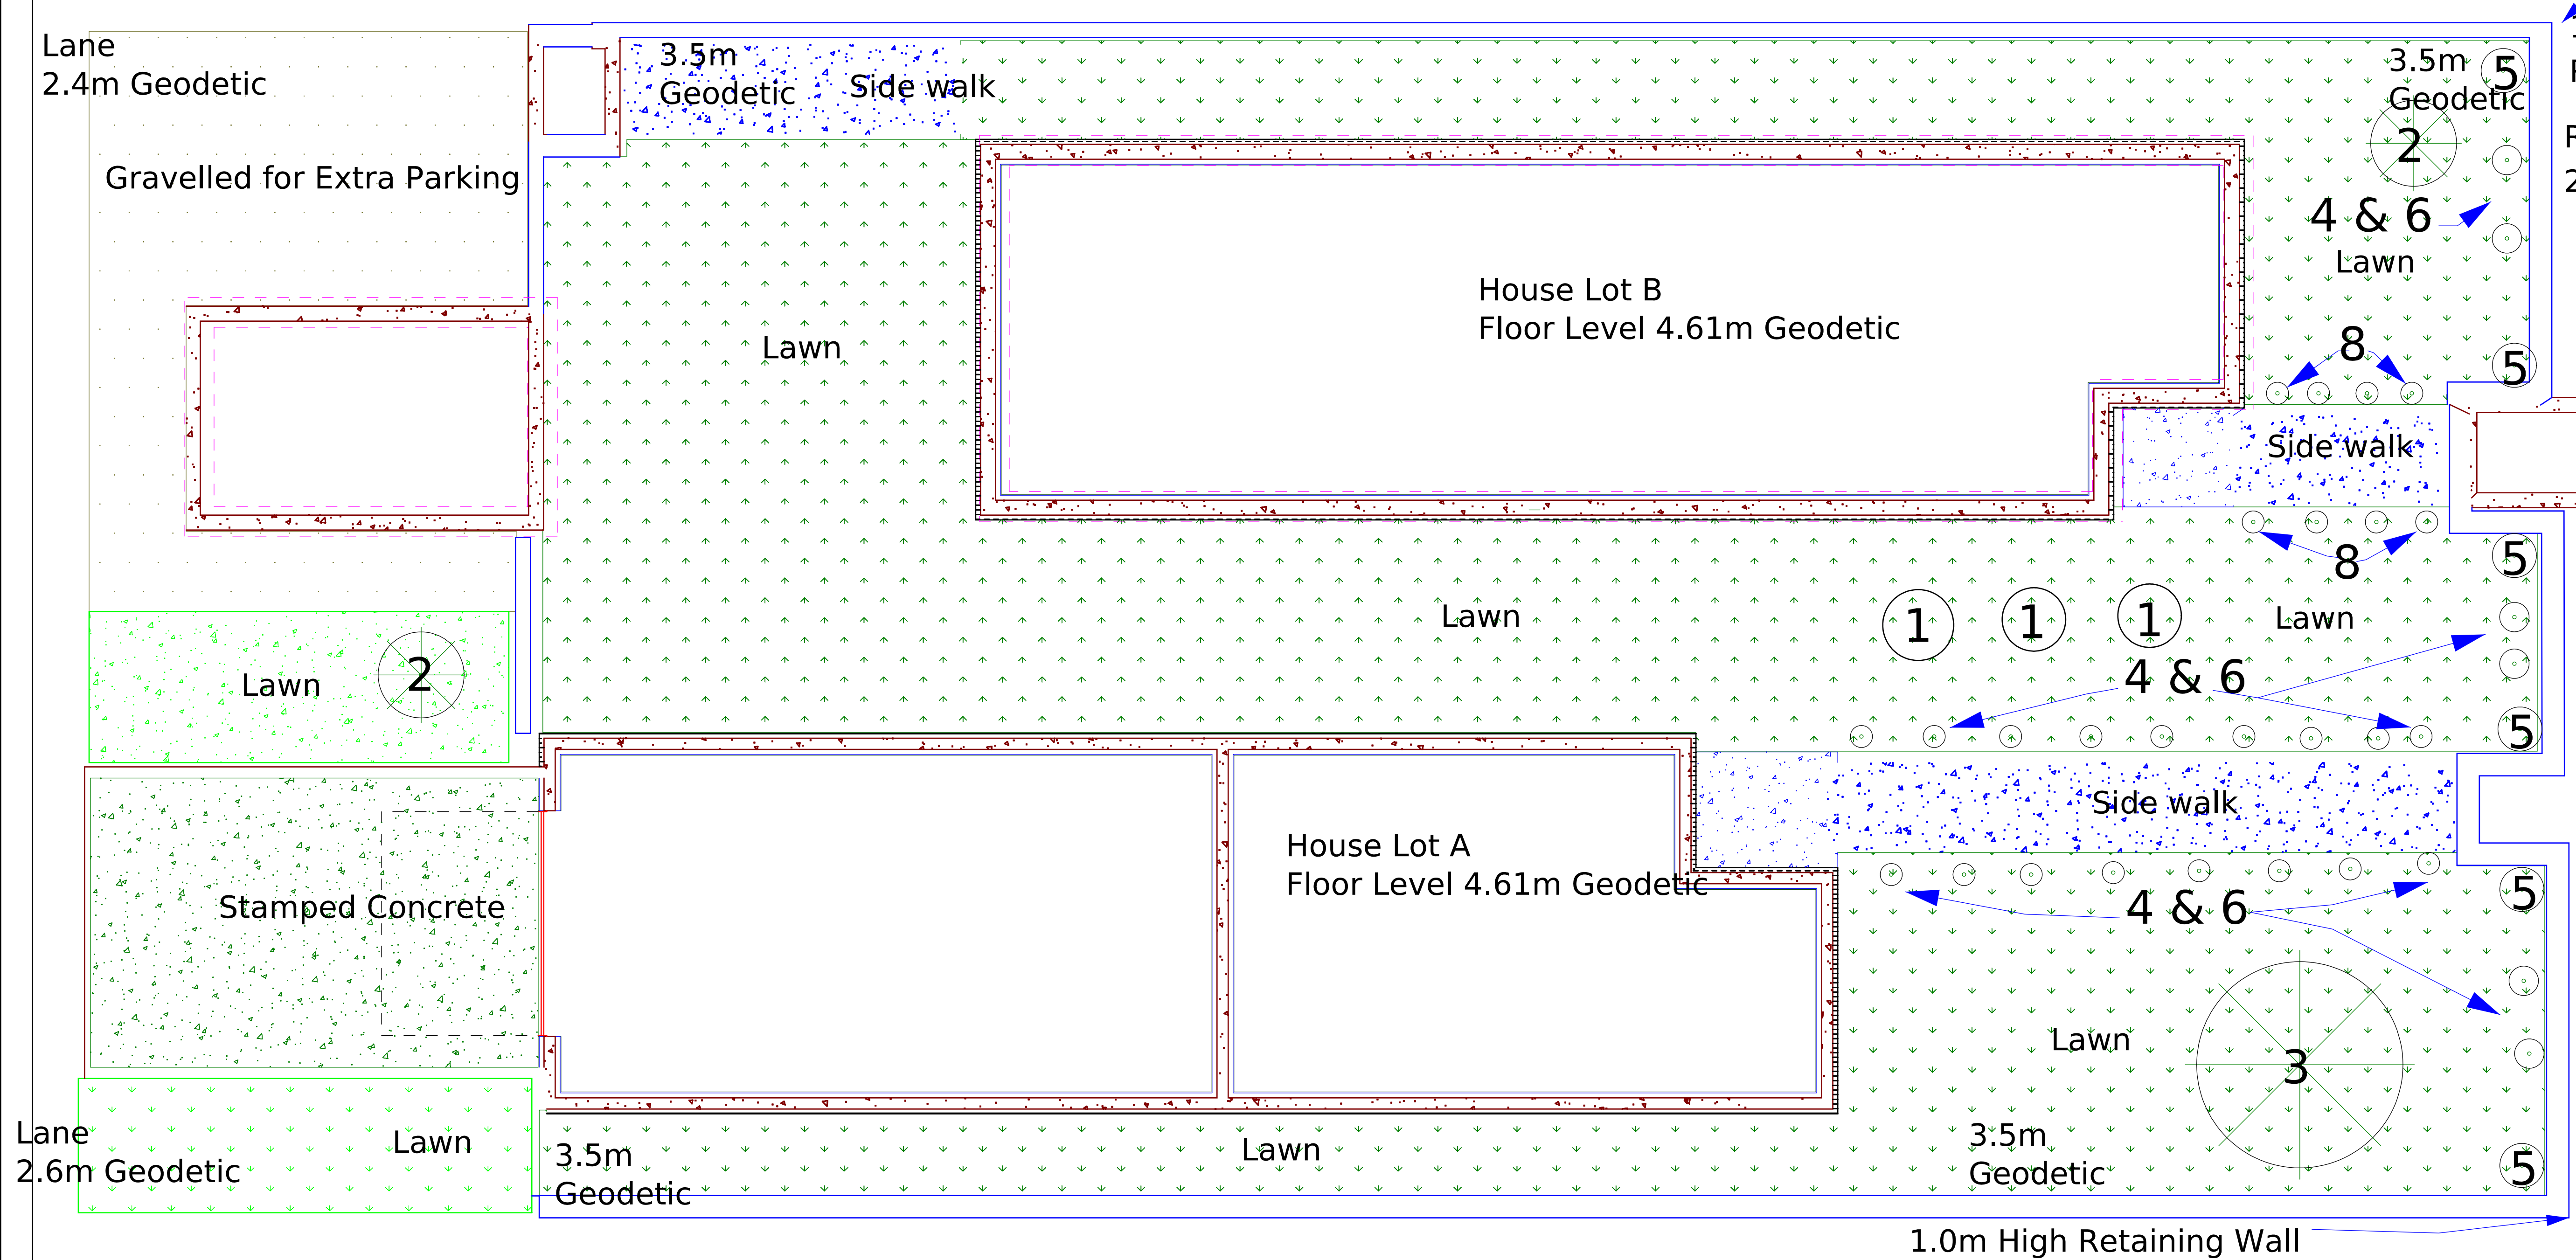 Lane
2.4m Geodetic
3.5m
Geodetic
Side walk
3.5m
Geodetic
5
2
Gravelled for Extra Parking
4 & 6
Lawn
House Lot B
Floor Level 4.61m Geodetic
Lawn
8
5
Side walk
8
5
Lawn
1
1
1
Lawn
Lawn
2
4 & 6
5
Side walk
House Lot A
Floor Level 4.61m Geodetic
Stamped Concrete
4 & 6
5
Lawn
3
Lane
2.6m Geodetic
Lawn
3.5m
Geodetic
Lawn
3.5m
Geodetic
5
1.0m High Retaining Wall